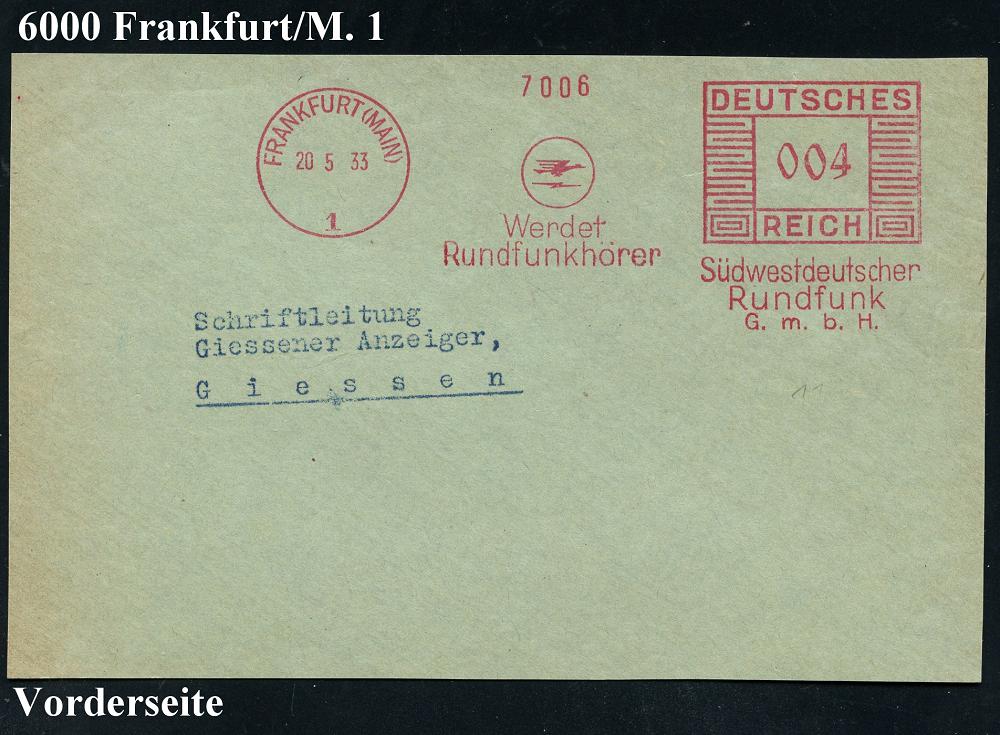 6000 Frankfurt/M. 1
FRANKFURT (MAIN)
20 5 33
1
7006
Werdet
Rundfunkhörer
DEUTSCHES
004
REICH
Südwestdeutscher
Rundfunk
G. m. b. H.
Schriftleitung
Giessener Anzeiger,
G i e s s e n
11
Vorderseite